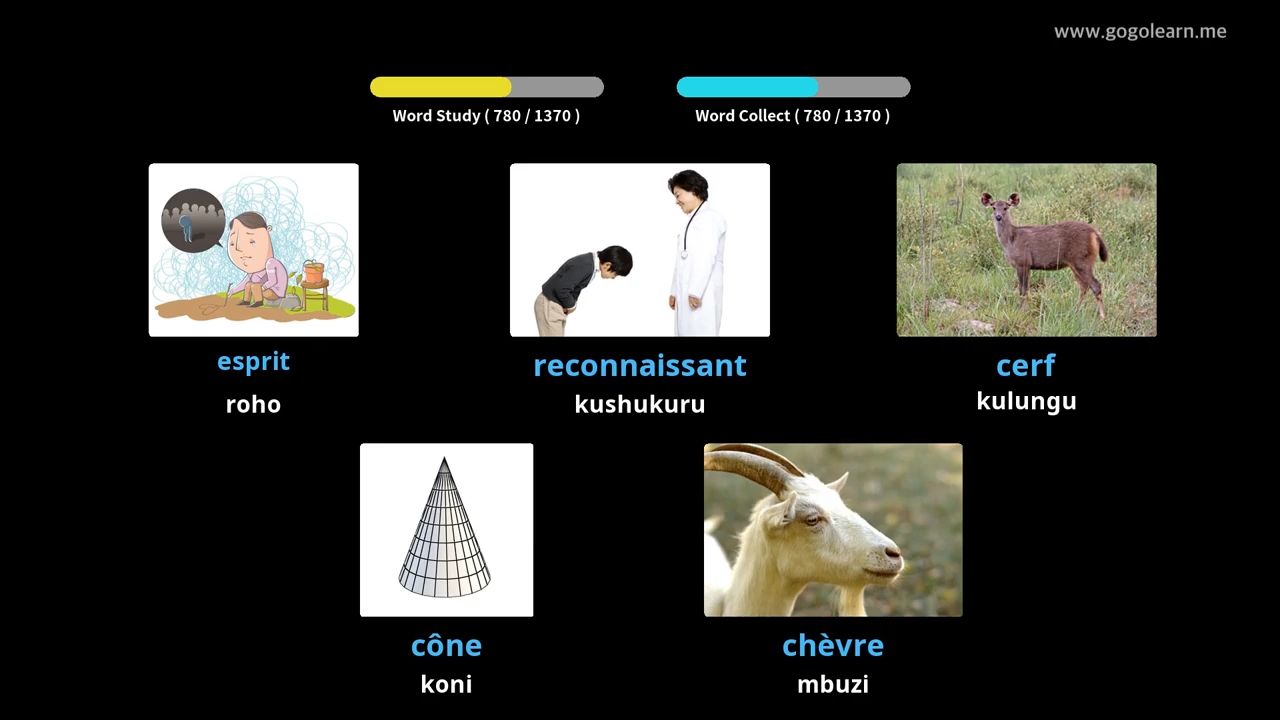 www.gogolearn.me
Word Study ( 780 / 1370 )
Word Collect ( 780 / 1370 )
esprit
roho
reconnaissant
kushukuru
cerf
kulungu
cône
koni
chèvre
mbuzi